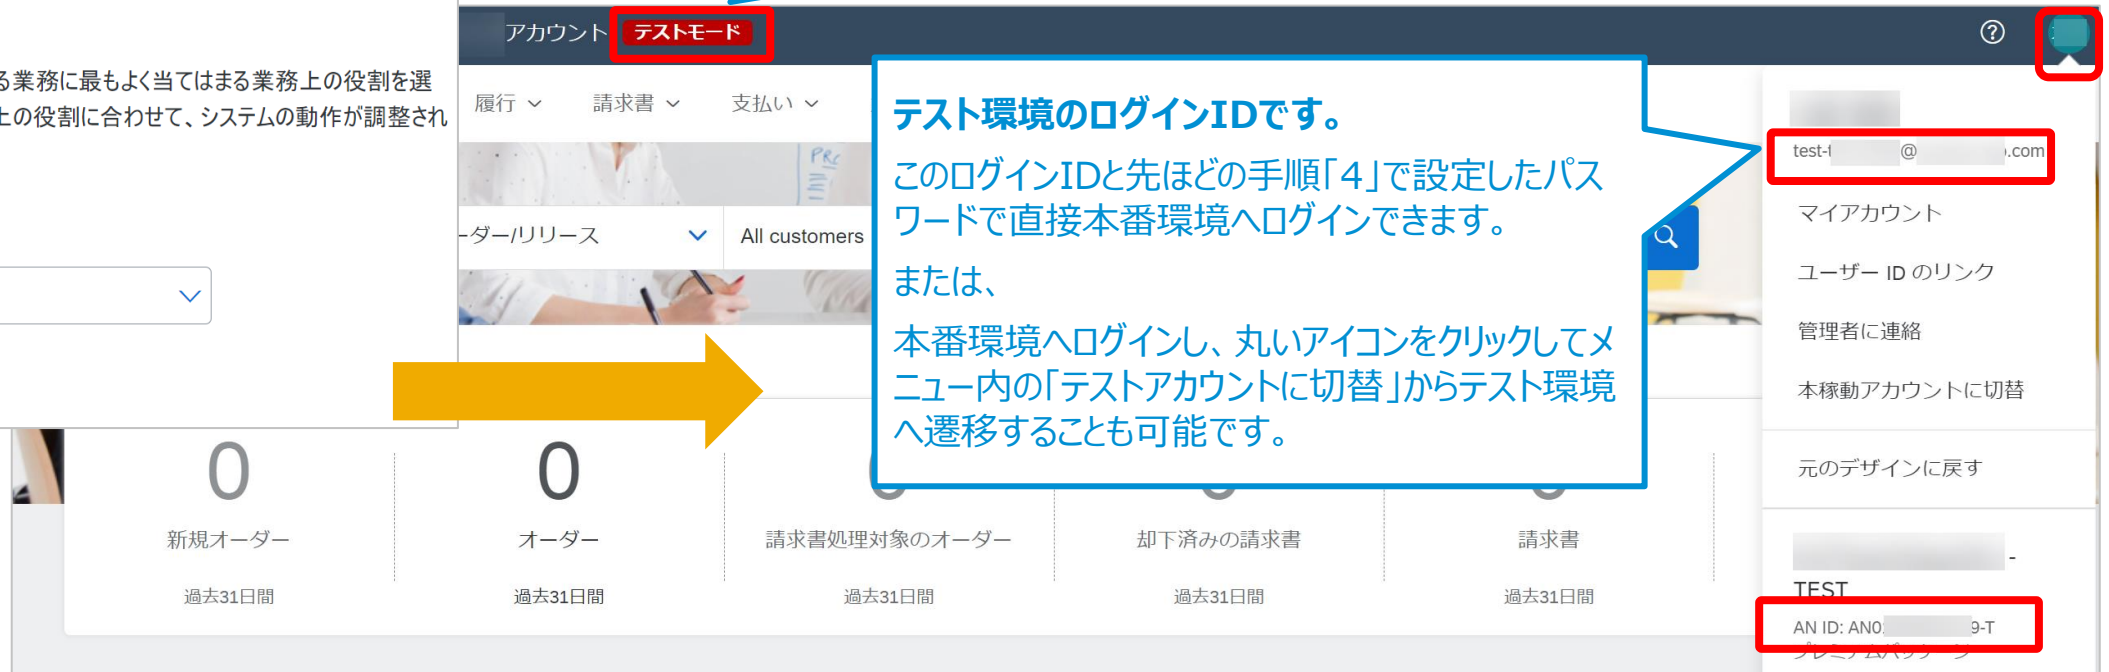 アカウント テストモード
る業務に最もよく当てはまる業務上の役割を選
上の役割に合わせて、システムの動作が調整され
履行 請求書 支払い
ーダー/リリース All customers
テスト環境のログインIDです。
このログインIDと先ほどの手順「4」で設定したパス
ワードで直接本番環境へログインできます。
または、
本番環境へログインし、丸いアイコンをクリックしてメ
ニュー内の「テストアカウントに切替」からテスト環境
へ遷移することも可能です。
test-t @ .com
マイアカウント
ユーザー ID のリンク
管理者に連絡
本稼動アカウントに切替
元のデザインに戻す
-
TEST
AN ID: AN0 9-T
プレミアムパッケージ
0
新規オーダー
過去31日間
0
オーダー
過去31日間
請求書処理対象のオーダー
過去31日間
却下済みの請求書
過去31日間
請求書
過去31日間